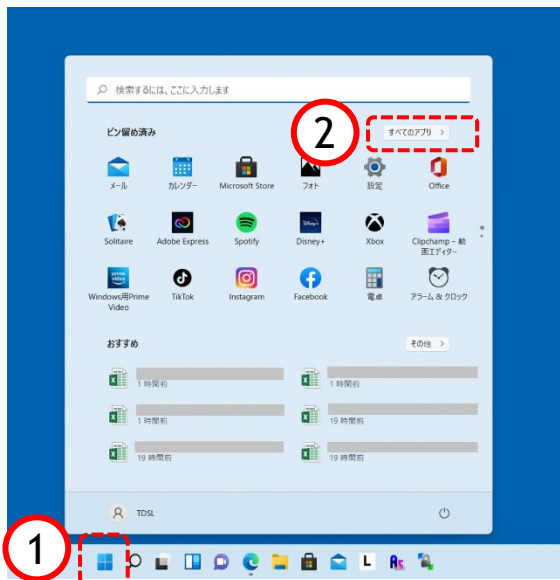 検索するには、ここに入力します
ピン留め済み
2
すべてのアプリ >
メール
カレンダー
Microsoft Store
フォト
設定
Office
Solitaire
Adobe Express
Spotify
Disney+
Xbox
Clipchamp – 動
画エディター
prime
video
Windows用Prime
Video
TikTok
Instagram
Facebook
電卓
アラーム & クロック
おすすめ
その他 >
1 時間前
1 時間前
1 時間前
19 時間前
19 時間前
19 時間前
TDSL
1
L